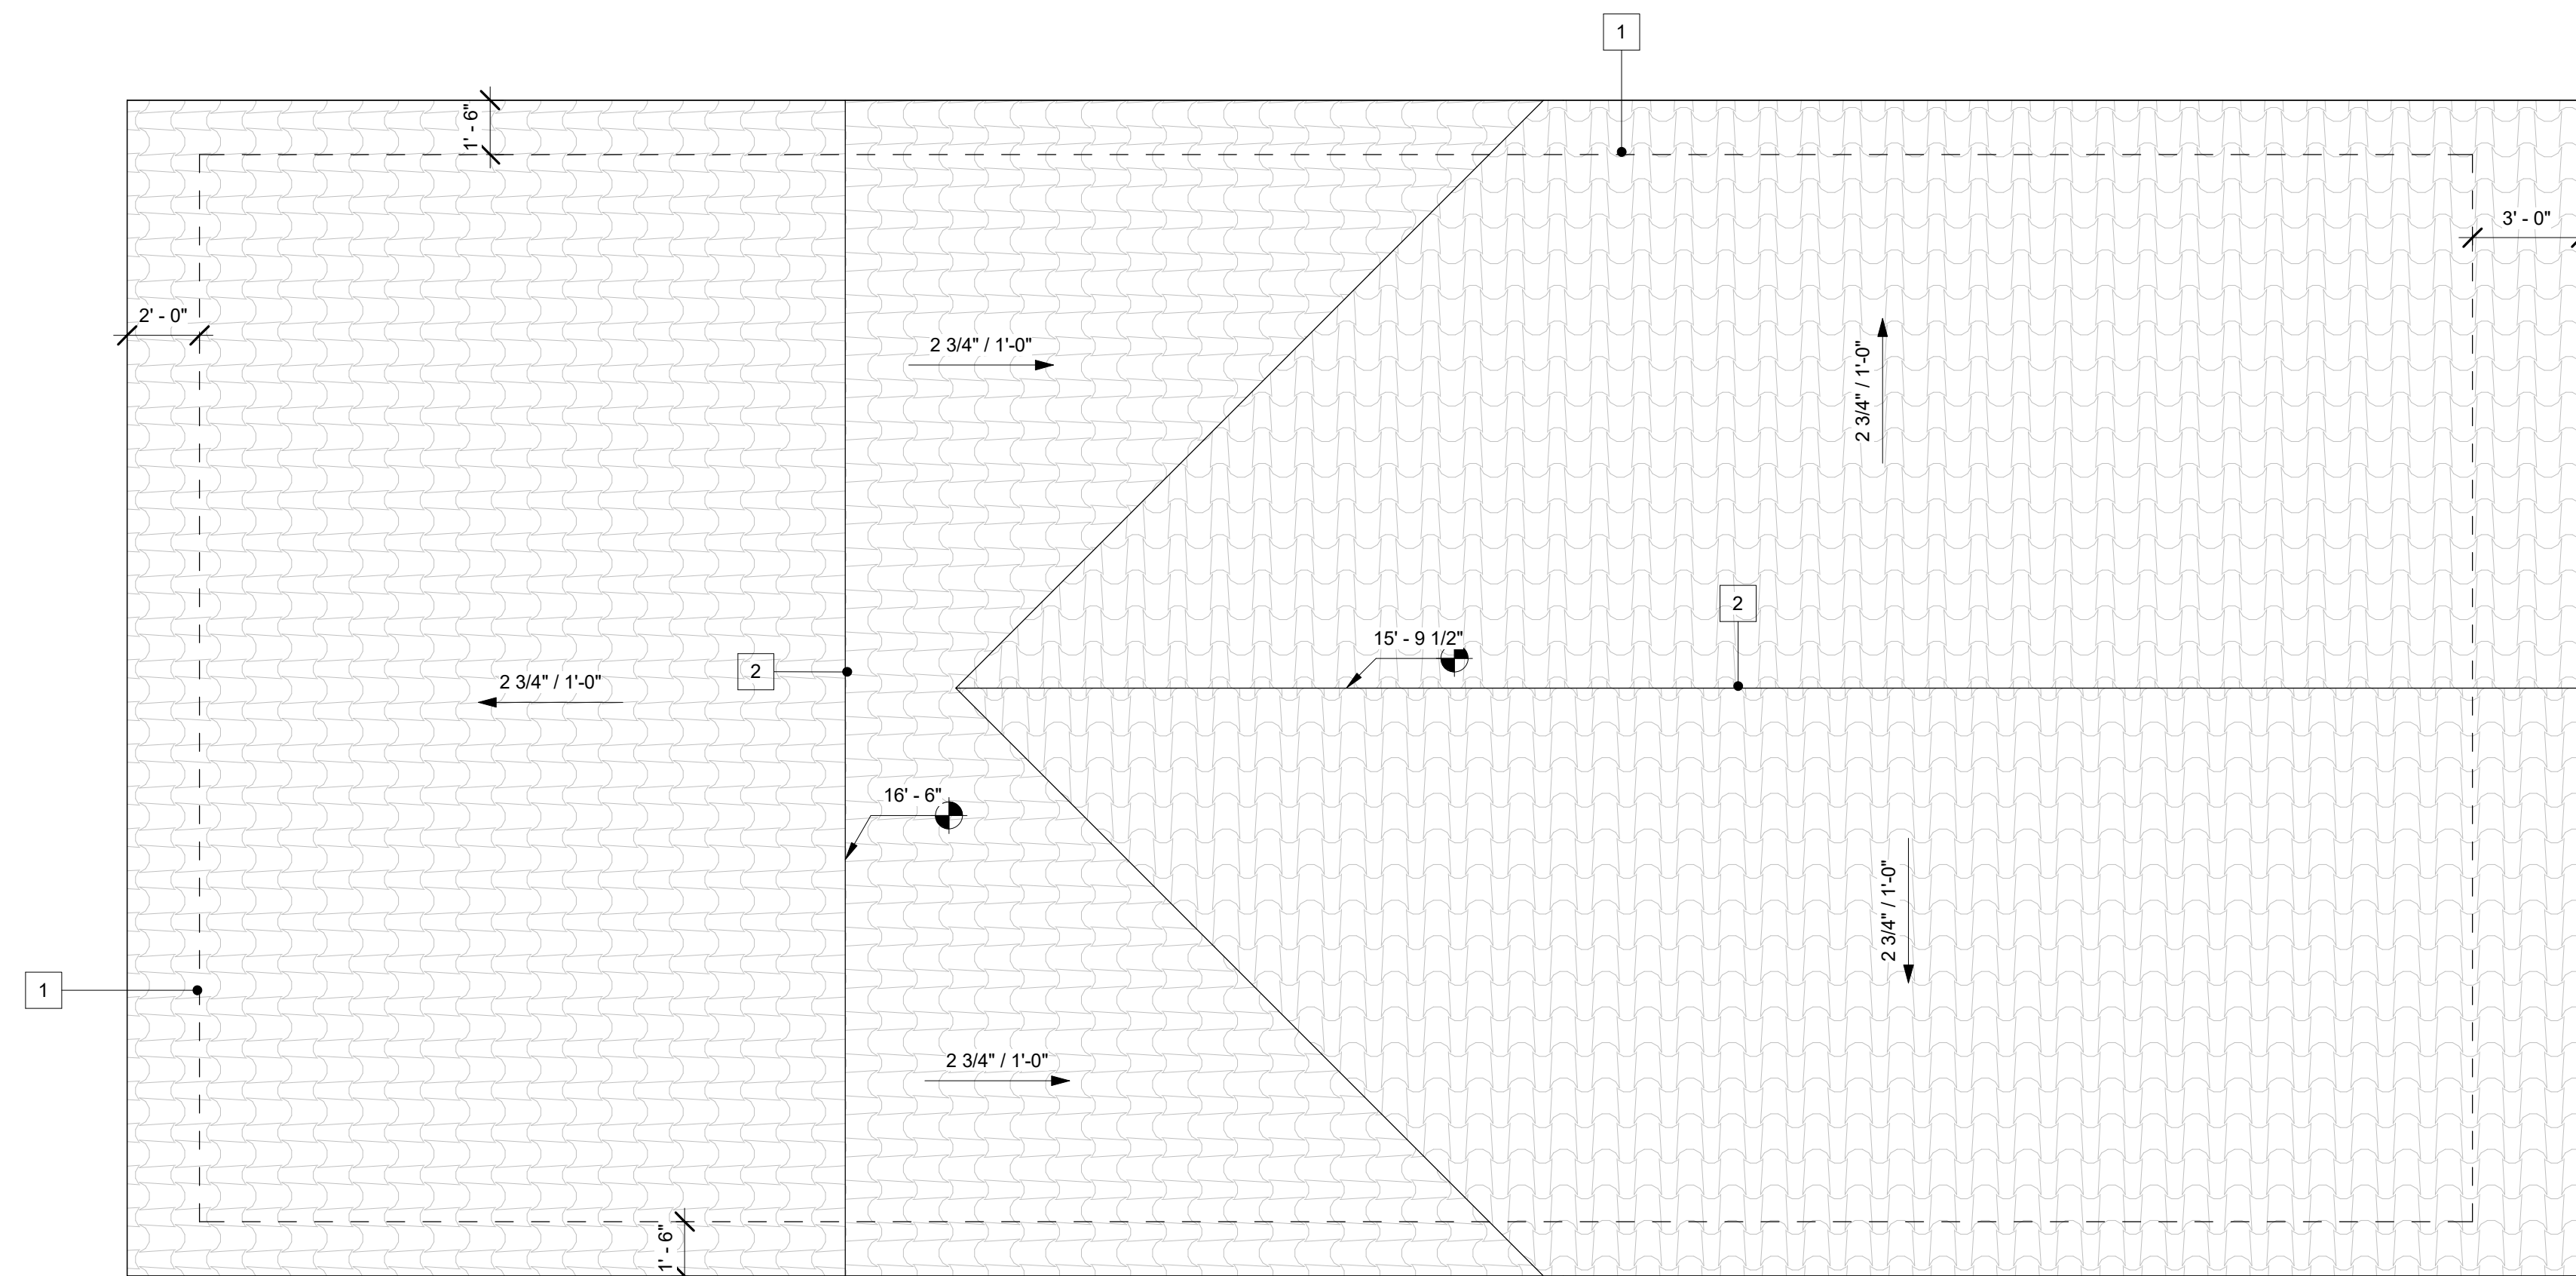 1
1' - 6"
3' - 0"
2' - 0"
2 3/4" / 1'-0"
2 3/4" / 1'-0"
2
15' - 9 1/2"
2
2 3/4" / 1'-0"
16' - 6"
2 3/4" / 1'-0"
1
2 3/4" / 1'-0"
1' - 6"